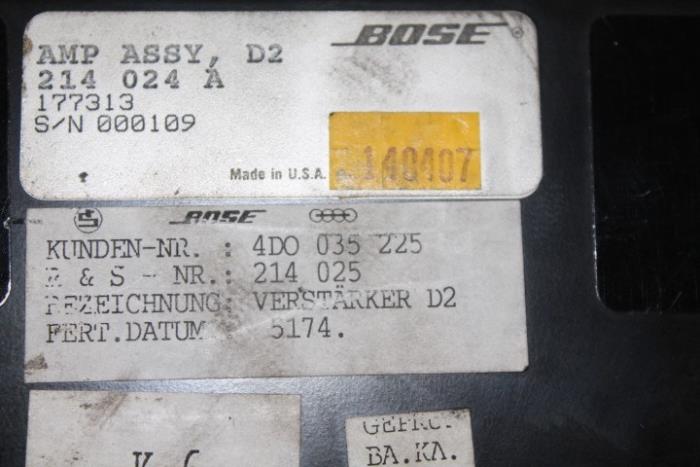 BOSE®
AMP ASSY, D2
214 024 A
177313
S/N 000109
Made in U.S.A.
140407
BOSE
KUNDEN-NR. : 4D0 035 225
& S - NR.: 214 025
BEZEICHNUNG: VERSTÄRKER D2
FERT.DATUM 5174.
BA.KA.